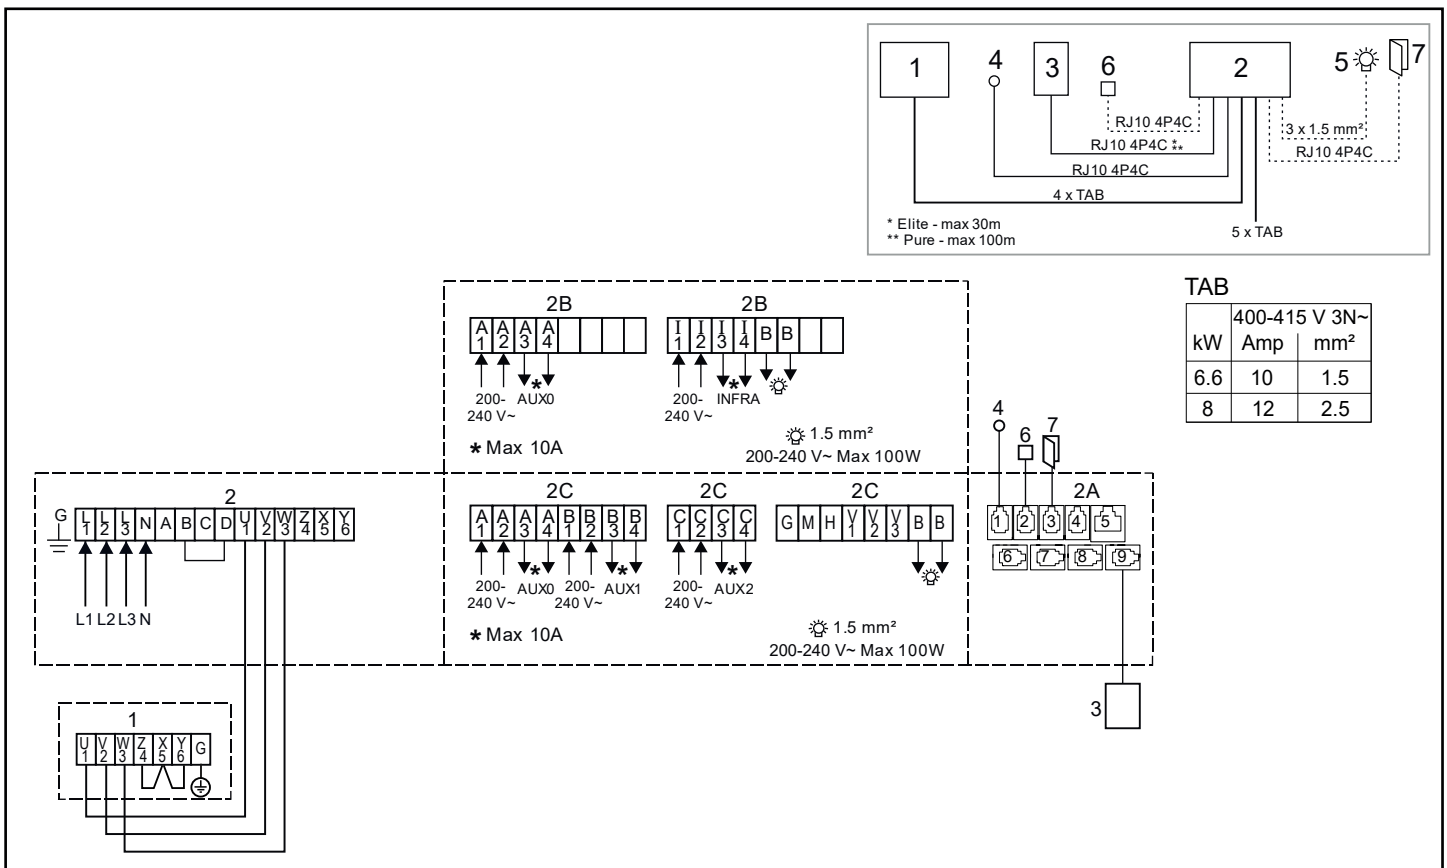 1
4
3
6
2
5
7
RJ10 4P4C
3 x 1.5 mm²
RJ10 4P4C * **
RJ10 4P4C
RJ10 4P4C
4 x TAB
* Elite - max 30m
** Pure - max 100m
5 x TAB
TAB
400-415 V 3N~
kW Amp mm²
6.6 10 1.5
8 12 2.5
2B
A1 A2 A3 A4
200-240 V~
* AUX0
* Max 10A
2B
I1 I2 I3 I4 B B
200-240 V~
* INFRA
1.5 mm²
200-240 V~ Max 100W
2
G L1 L2 L3 N A B C D U1 V2 W3 Z4 X5 Y6
L1 L2 L3 N
2C
A1 A2 A3 A4 B1 B2 B3 B4
200-240 V~
* AUX0
200-240 V~
* AUX1
* Max 10A
2C
C1 C2 C3 C4
200-240 V~
* AUX2
2C
G M H V1 V2 V3 B B
1.5 mm²
200-240 V~ Max 100W
4
6
7
2A
1 2 3 4 5
6 7 8 9
3
1
U1 V2 W3 Z4 X5 Y6 G